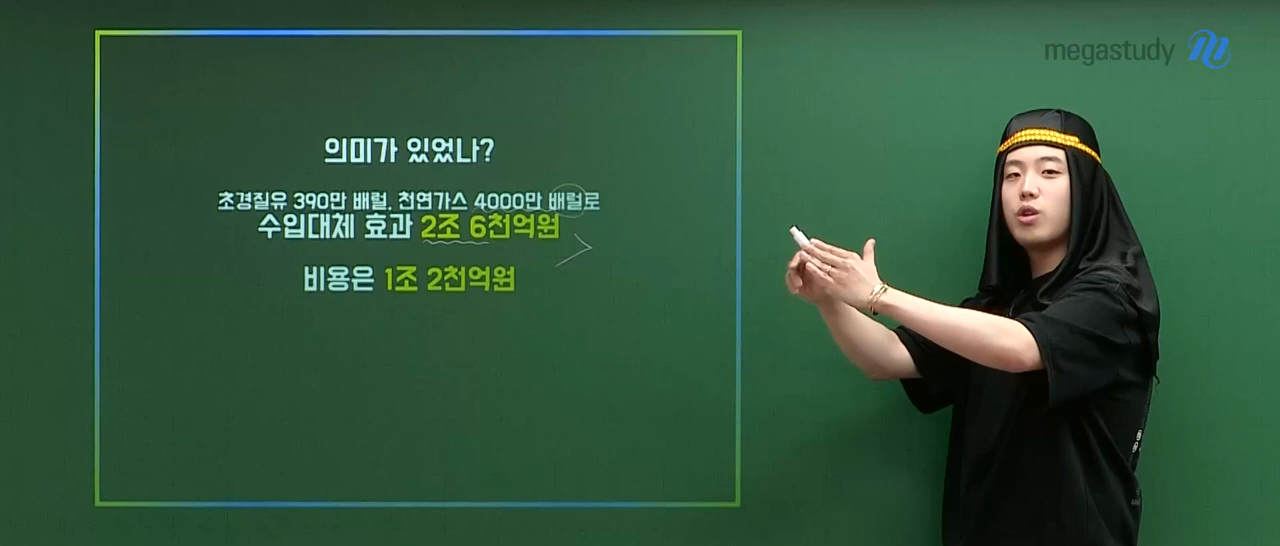 megastudy
의미가 있었나?
초경질유 390만 배럴, 천연가스 4000만 배럴로
수입대체 효과 2조 6천억원
비용은 1조 2천억원